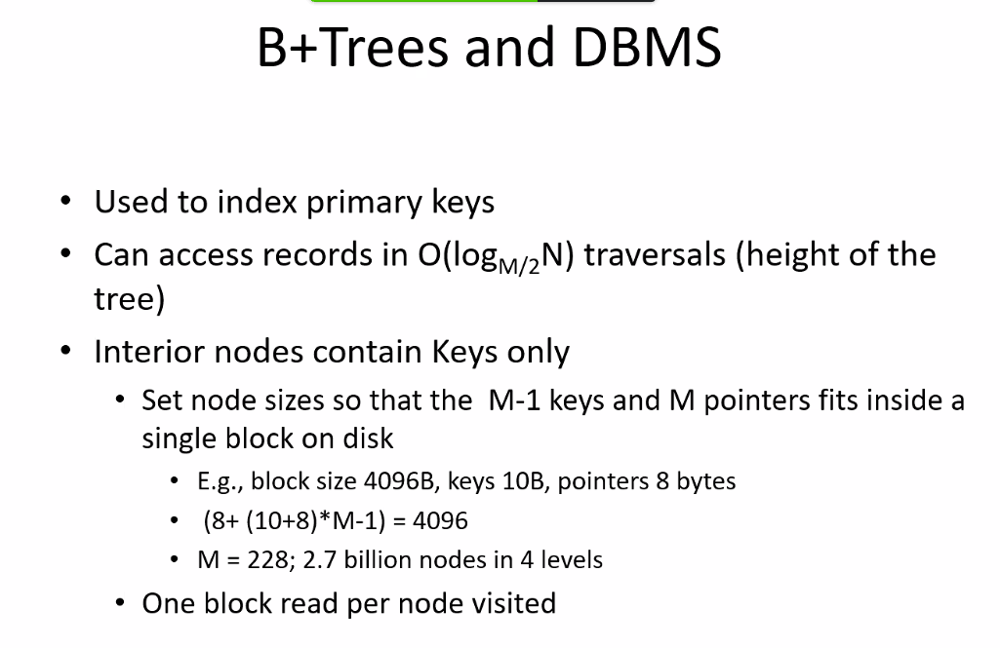 B+Trees and DBMS
• Used to index primary keys
• Can access records in O(log_{M/2}N) traversals (height of the
tree)
• Interior nodes contain Keys only
• Set node sizes so that the M-1 keys and M pointers fits inside a
single block on disk
• E.g., block size 4096B, keys 10B, pointers 8 bytes
• (8+ (10+8)*M-1) = 4096
• M = 228; 2.7 billion nodes in 4 levels
• One block read per node visited